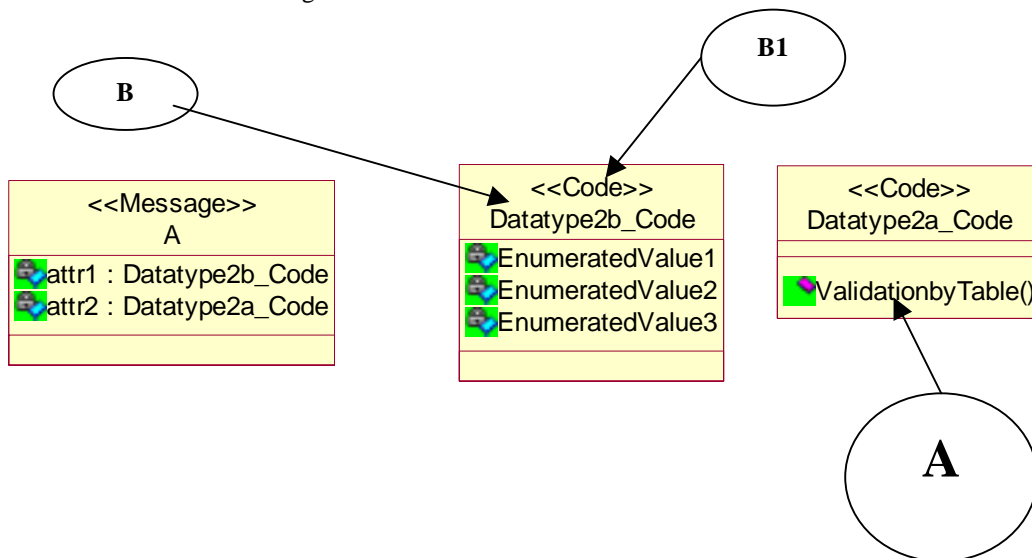 B1
B
<<Message>>
A
attr1 : Datatype2b_Code
attr2 : Datatype2a_Code
<<Code>>
Datatype2b_Code
EnumeratedValue1
EnumeratedValue2
EnumeratedValue3
<<Code>>
Datatype2a_Code
ValidationbyTable()
A